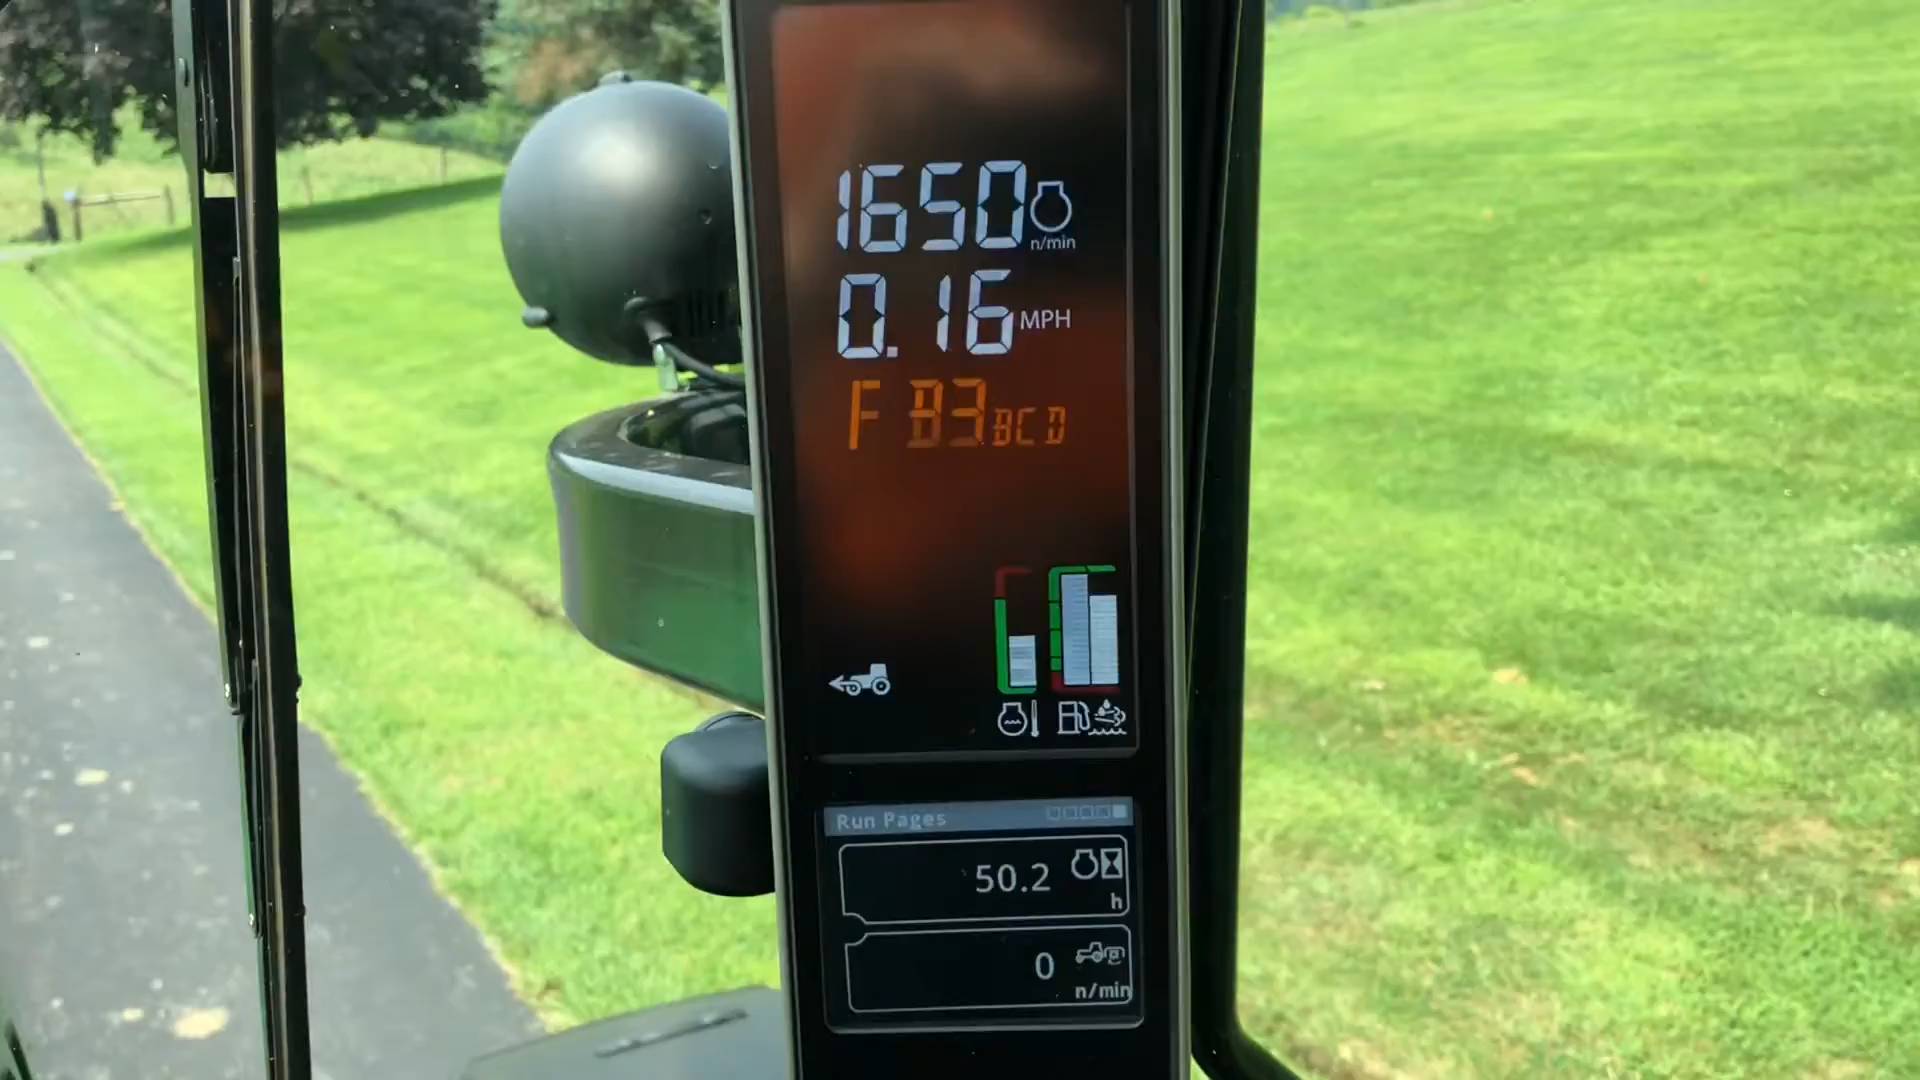 1650 n/min
0.16 MPH
F B3 BCD
Run Pages
50.2
h
0
n/min